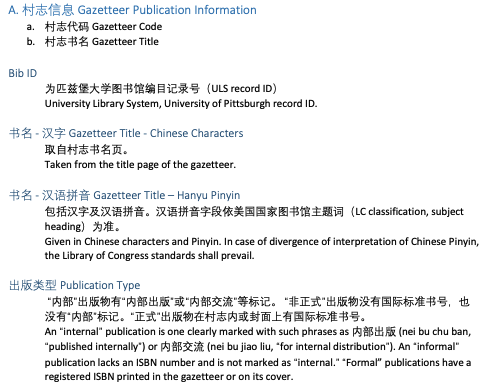 A. 村志信息 Gazetteer Publication Information
a. 村志代码 Gazetteer Code
b. 村志书名 Gazetteer Title
Bib ID
为匹兹堡大学图书馆编目记录号（ULS record ID）
University Library System, University of Pittsburgh record ID.
书名 - 汉字 Gazetteer Title - Chinese Characters
取自村志书名页。
Taken from the title page of the gazetteer.
书名 - 汉语拼音 Gazetteer Title – Hanyu Pinyin
包括汉字及汉语拼音。汉语拼音字段依美国国家图书馆主题词（LC classification, subject
heading）为准。
Given in Chinese characters and Pinyin. In case of divergence of interpretation of Chinese Pinyin,
the Library of Congress standards shall prevail.
出版类型 Publication Type
“内部”出版物有“内部出版”或“内部交流”等标记。 “非正式”出版物没有国际标准书号，也
没有“内部”标记。“正式”出版物在村志内或封面上有国际标准书号。
An “internal” publication is one clearly marked with such phrases as 内部出版 (nei bu chu ban,
“published internally”) or 内部交流 (nei bu jiao liu, “for internal distribution”). An “informal”
publication lacks an ISBN number and is not marked as “internal.” “Formal” publications have a
registered ISBN printed in the gazetteer or on its cover.